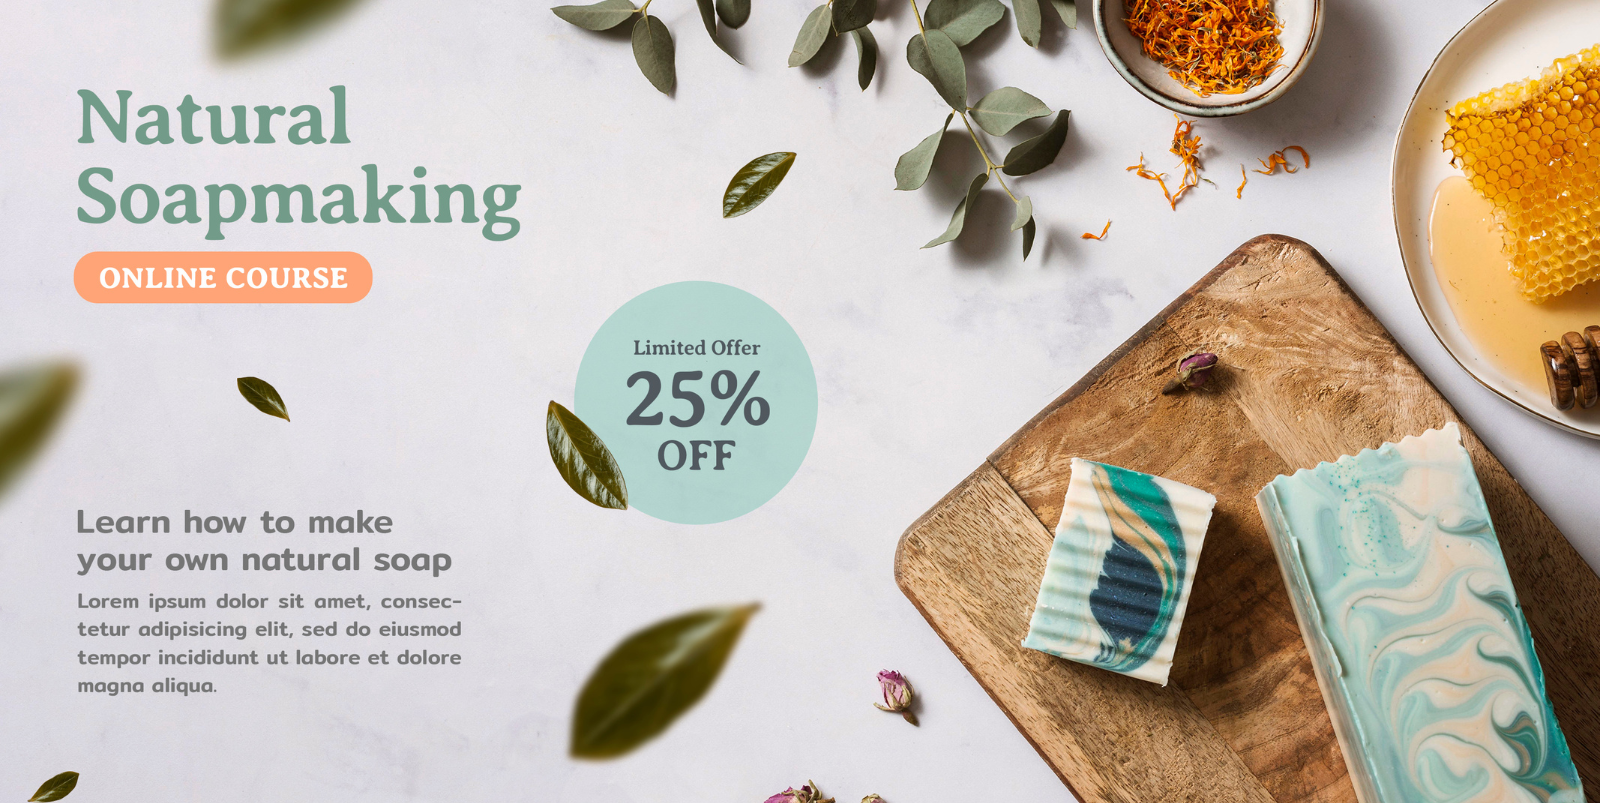 Natural
Soapmaking
ONLINE COURSE
Limited Offer
25%
OFF
Learn how to make
your own natural soap
Lorem ipsum dolor sit amet, consec-
tetur adipisicing elit, sed do eiusmod
tempor incididunt ut labore et dolore
magna aliqua.